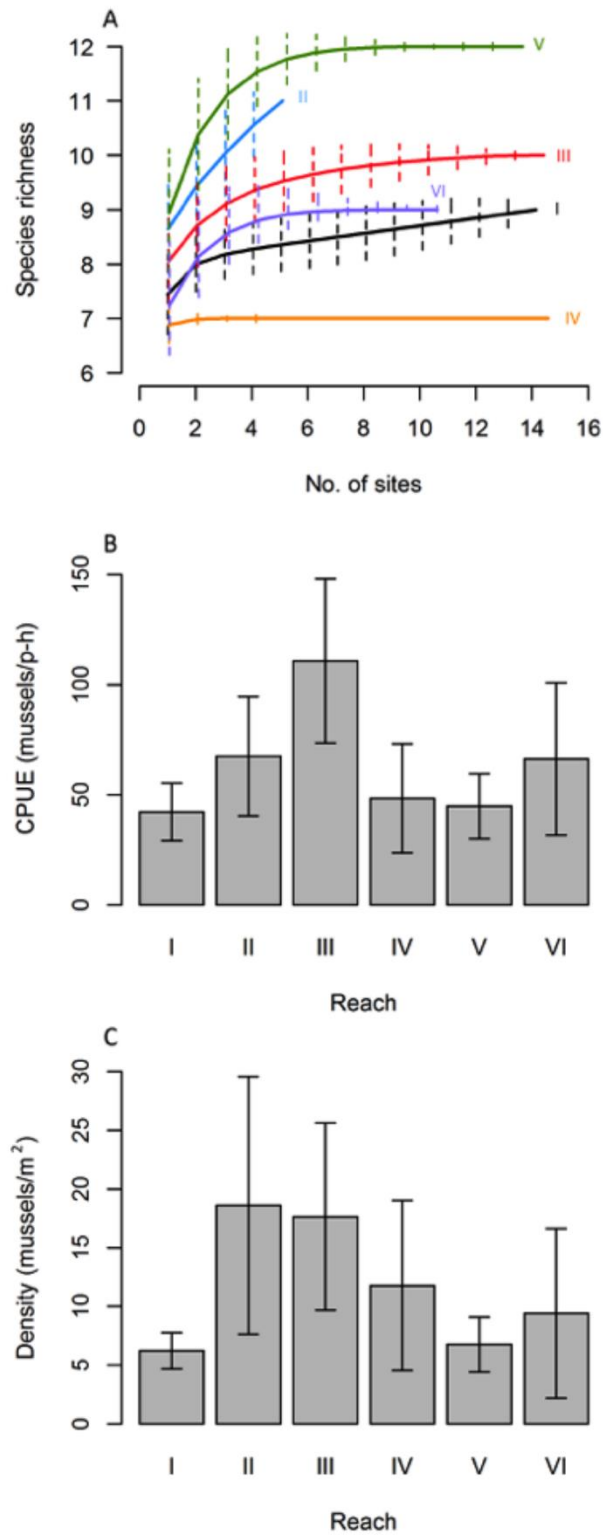 A
12
11
10
9
8
7
6
Species richness
V
II
III
VI
I
IV
0 2 4 6 8 10 12 14 16
No. of sites
B
150
100
50
0
CPUE (mussels/p-h)
I II III IV V VI
Reach
C
30
25
20
15
10
5
0
Density (mussels/m²)
I II III IV V VI
Reach